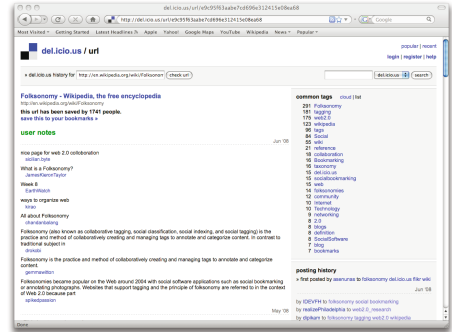 del.icio.us/url/e9c95f63aabe7cd696e312415e08ea68
http://del.icio.us/url/e9c95f63aabe7cd696e312415e08ea68
Google
Most Visited Getting Started Latest Headlines Apple Yahoo! Google Maps YouTube Wikipedia News Popular
del.icio.us / url
popular | recent
login | register | help
» del.icio.us history for http://en.wikipedia.org/wiki/Folksonom check url
del.icio.us search
Folksonomy - Wikipedia, the free encyclopedia
http://en.wikipedia.org/wiki/Folksonomy
this url has been saved by 1741 people.
save this to your bookmarks »
user notes
Jun '08
nice page for web 2.0 collaboration
sicilian.byte
What is a Folksonomy?
JamesKieronTaylor
Week 8
EarthWatch
ways to organize web
kirao
All about Folksonomy
chandanbalong
Folksonomy (also known as collaborative tagging, social classification, social indexing, and social tagging) is the
practice and method of collaboratively creating and managing tags to annotate and categorize content. In contrast to
traditional subject in
drokabi
Folksonomy is the practice and method of collaboratively creating and managing tags to annotate and categorize
content.
gemmawilton
Folksonomies became popular on the Web around 2004 with social software applications such as social bookmarking
or annotating photographs. Websites that support tagging and the principle of folksonomy are referred to in the context
of Web 2.0 because part
spikedpassion
May '08
common tags cloud | list
291 Folksonomy
181 tagging
176 web2.0
123 wikipedia
96 tags
84 Social
55 wiki
21 reference
18 collaboration
16 Bookmarking
16 taxonomy
15 del.icio.us
15 socialbookmarking
15 web
14 folksonomies
12 community
10 Internet
10 Technology
9 networking
8 2.0
8 blogs
8 definition
8 SocialSoftware
7 blog
7 bookmarks
posting history
» first posted by asenuras to folksonomy del.icio.us flikr wiki
Jun '08
by IDEVFH to folksonomy social bookmarking
by realizePhiladelphia to web2.0_research
by dipikam to folksonomy tagging web2.0 wikipedia
Done